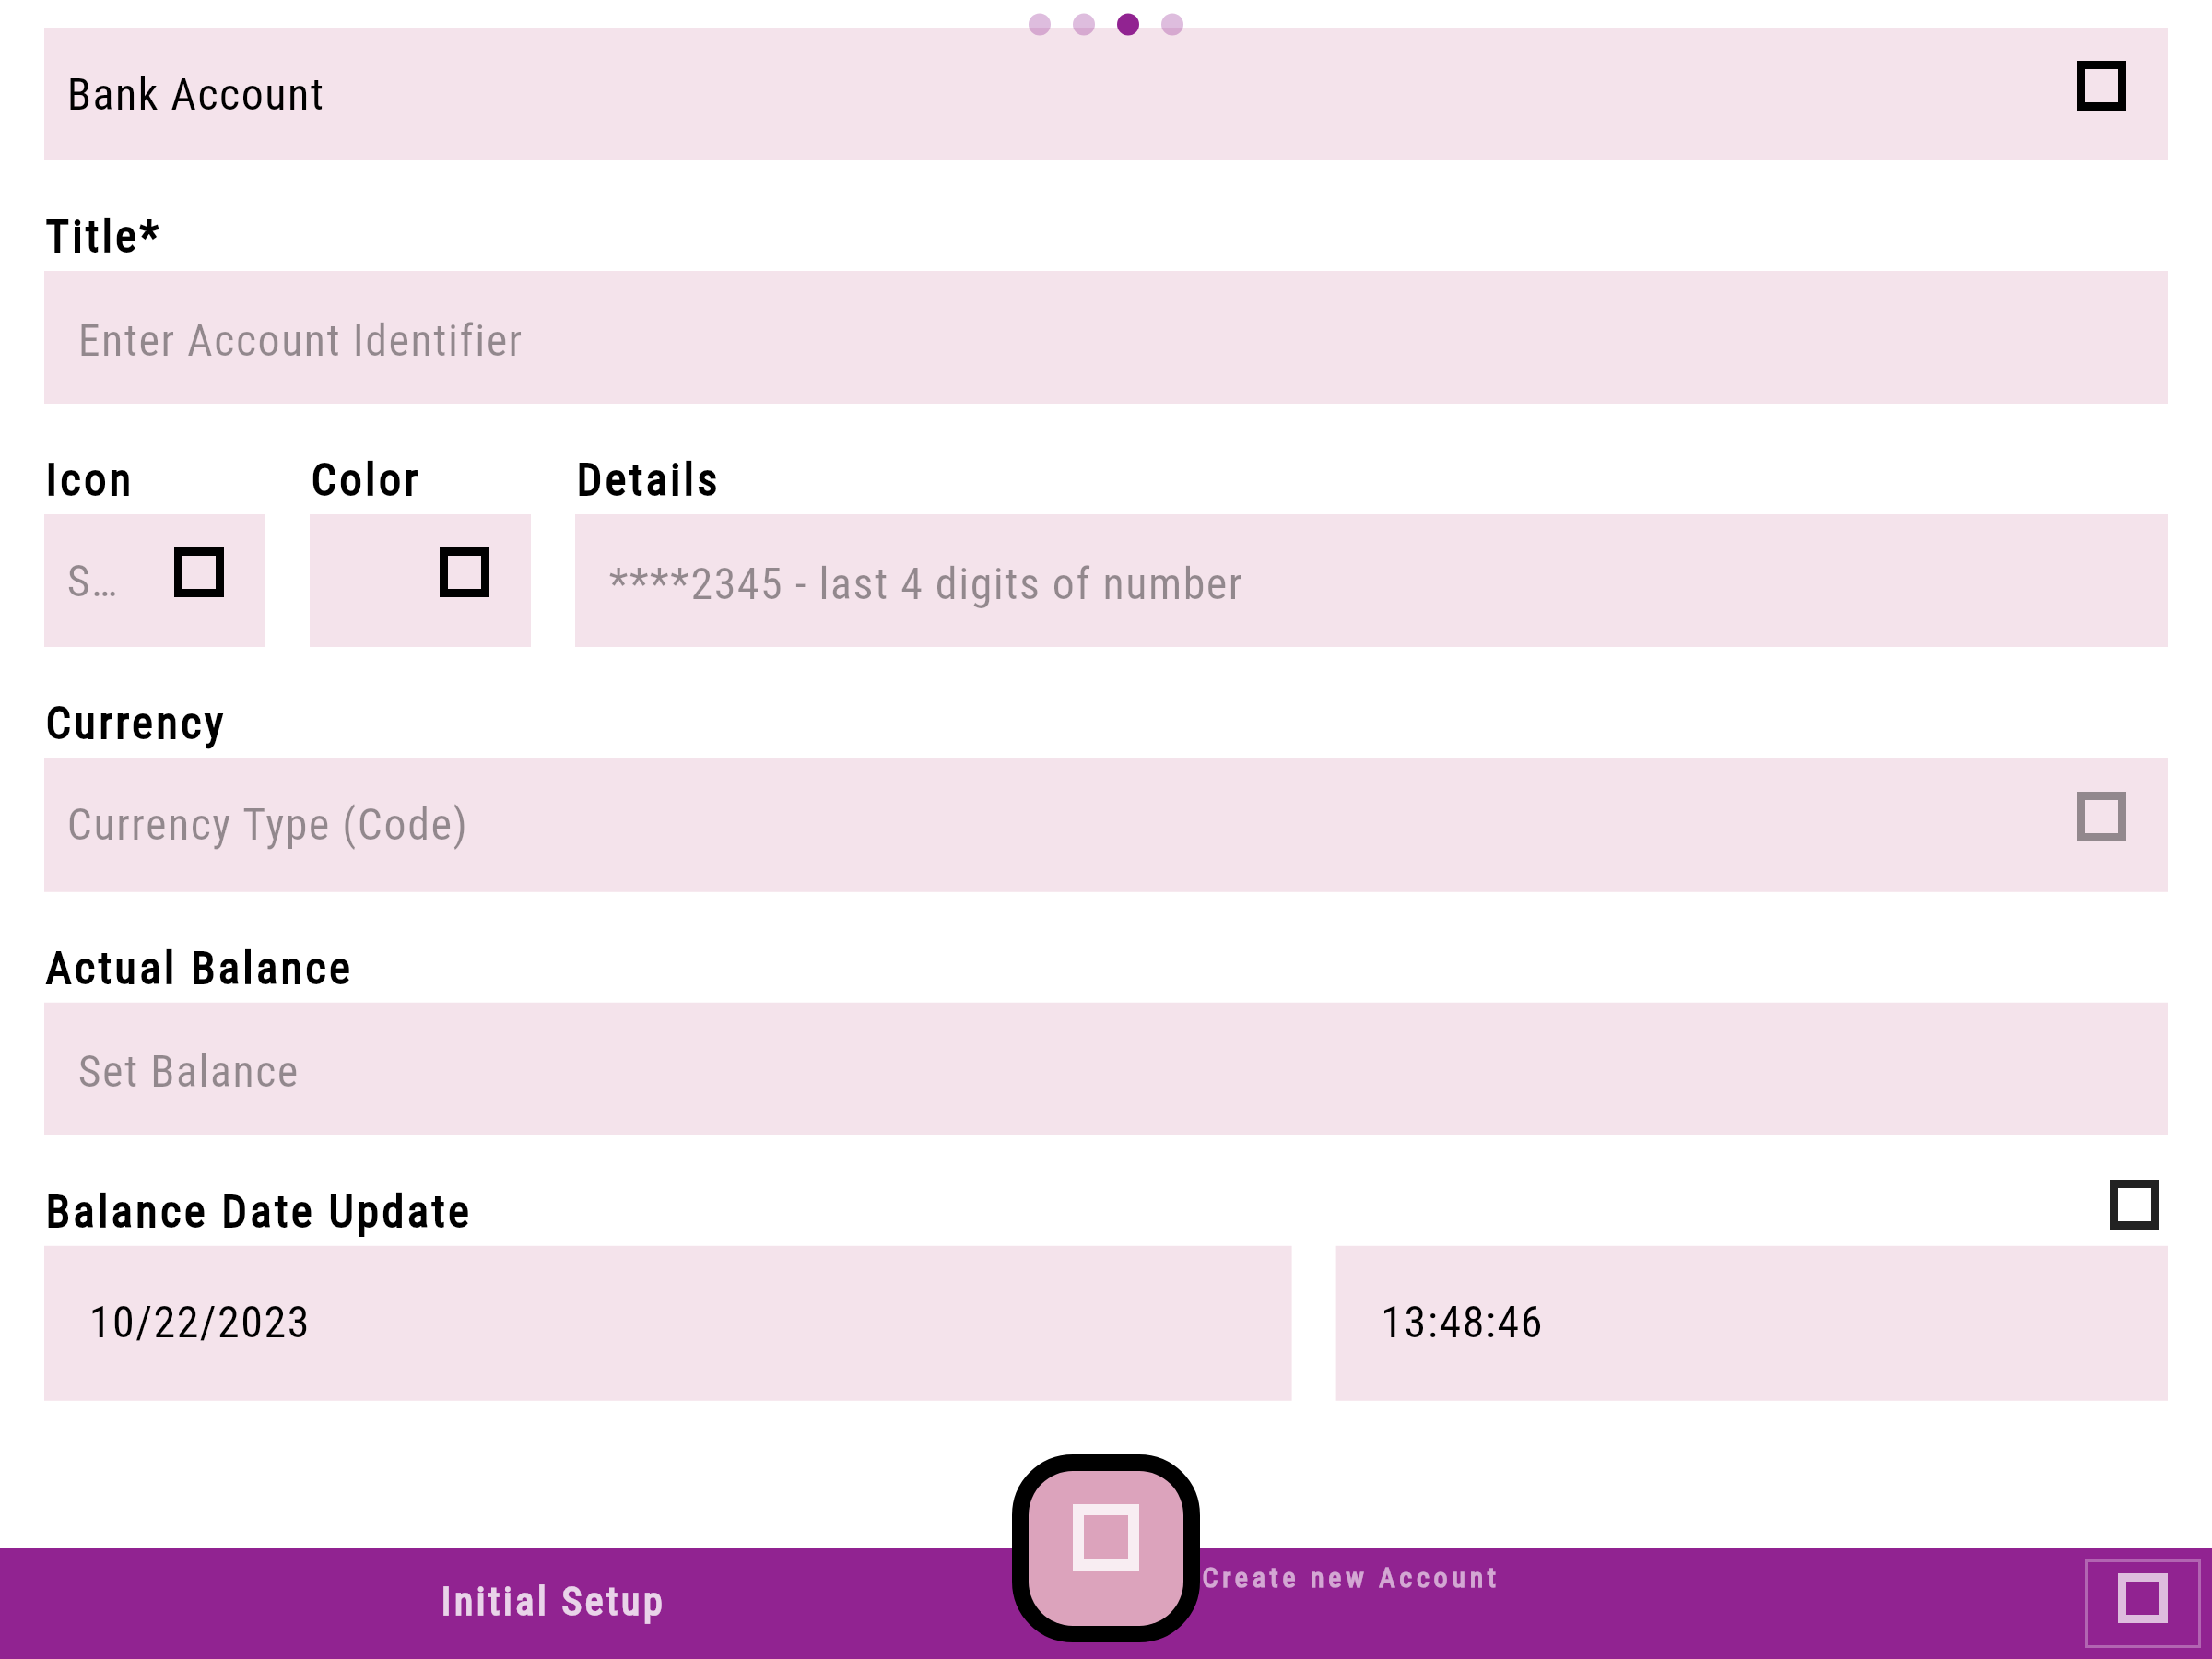 Bank Account
Title*
Enter Account Identifier
Icon Color Details
S… ****2345 - last 4 digits of number
Currency
Currency Type (Code)
Actual Balance
Set Balance
Balance Date Update
10/22/2023 13:48:46
Create new Account
Initial Setup